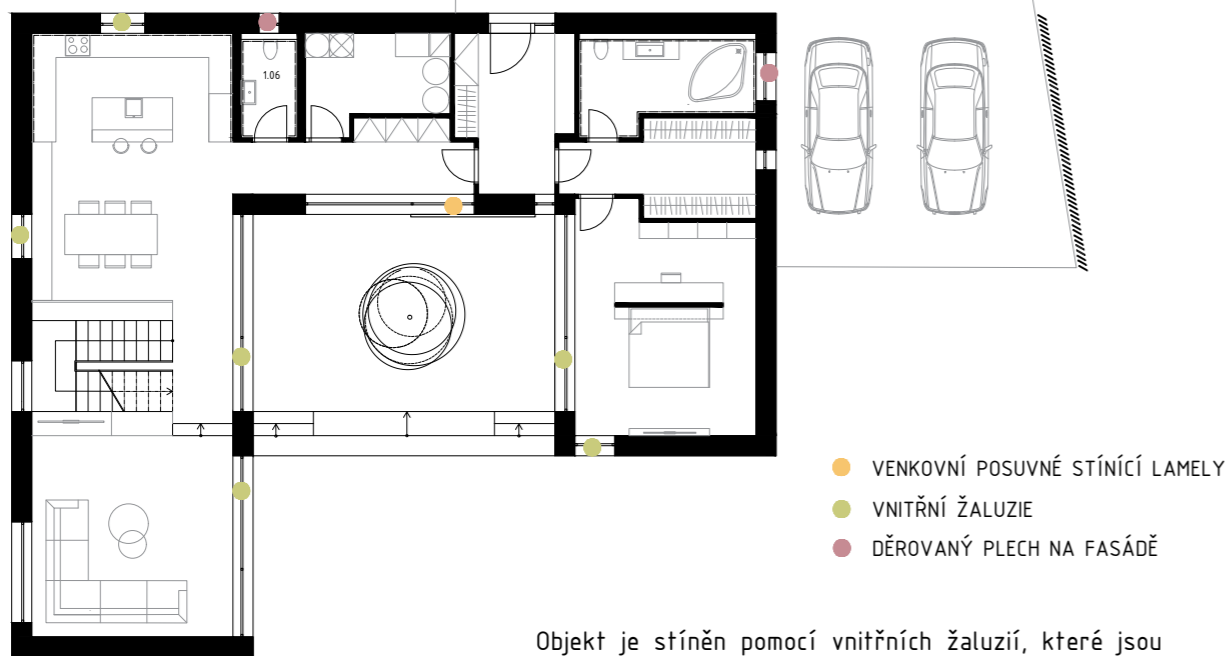 1.06
VENKOVNÍ POSUVNÉ STÍNÍCÍ LAMELY
VNITŘNÍ ŽALUZIE
DĚROVANÝ PLECH NA FASÁDĚ
Objekt je stíněn pomocí vnitřních žaluzií, které jsou